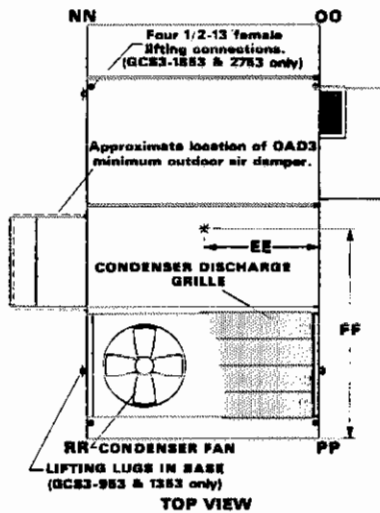 NN OO
Four 1/2-13 female
lifting connections.
(GCS3-1853 & 2753 only)
Approximate location of OAD3
minimum outdoor air damper.
EE
CONDENSER DISCHARGE
GRILLE
FF
RR CONDENSER FAN PP
LIFTING LUGS IN BASE
(GCS3-953 & 1353 only)
TOP VIEW